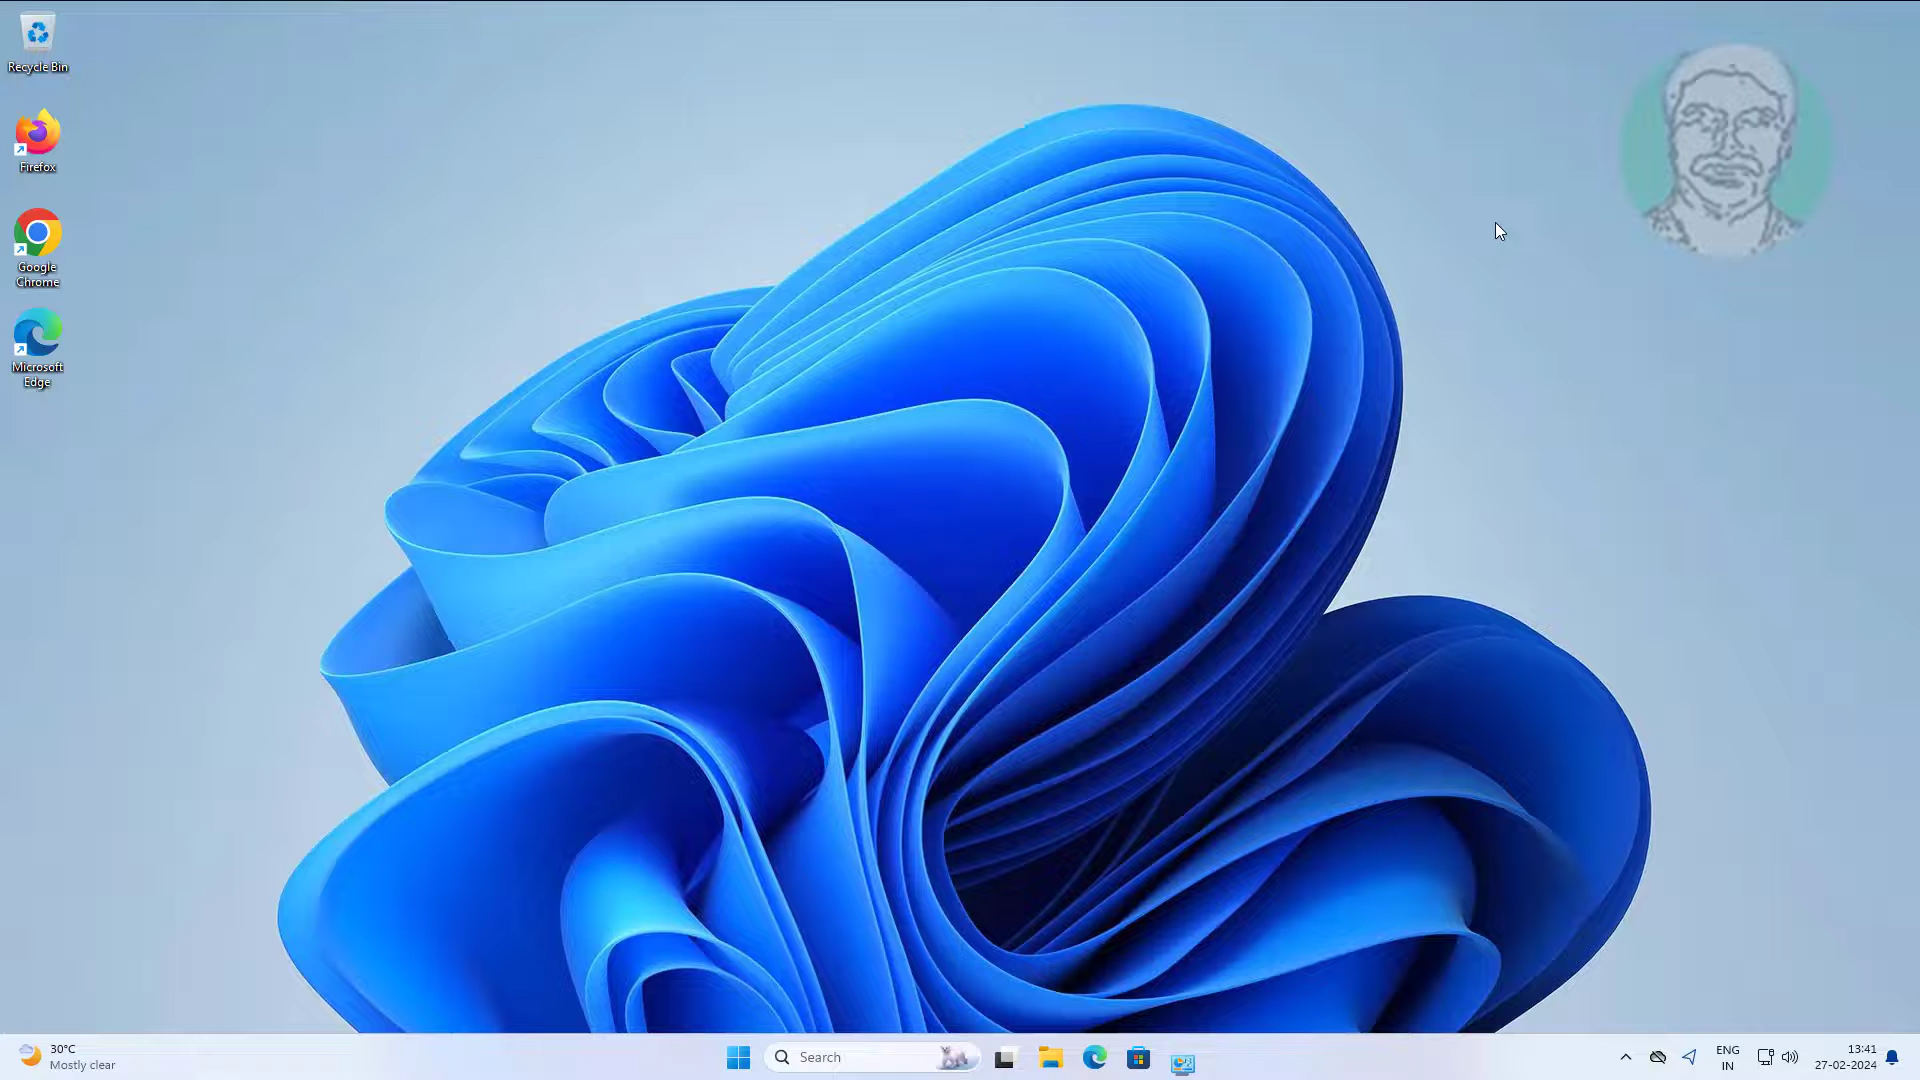 Recycle Bin
Firefox
Google
Chrome
Microsoft
Edge
30°C
Mostly clear
Search
ENG
IN
13:41
27-02-2024